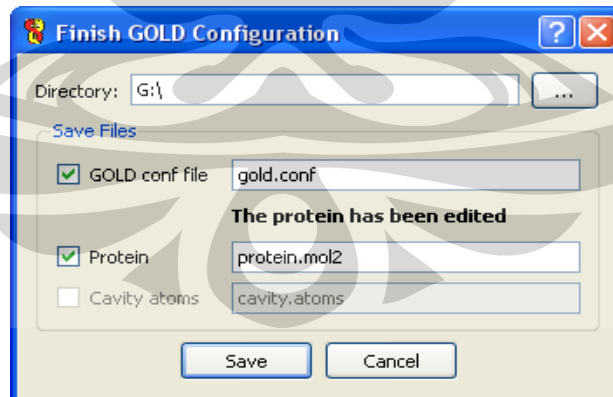 Finish GOLD Configuration
Directory: G:\ ...
Save Files
GOLD conf file gold.conf
The protein has been edited
Protein protein.mol2
Cavity atoms cavity.atoms
Save Cancel